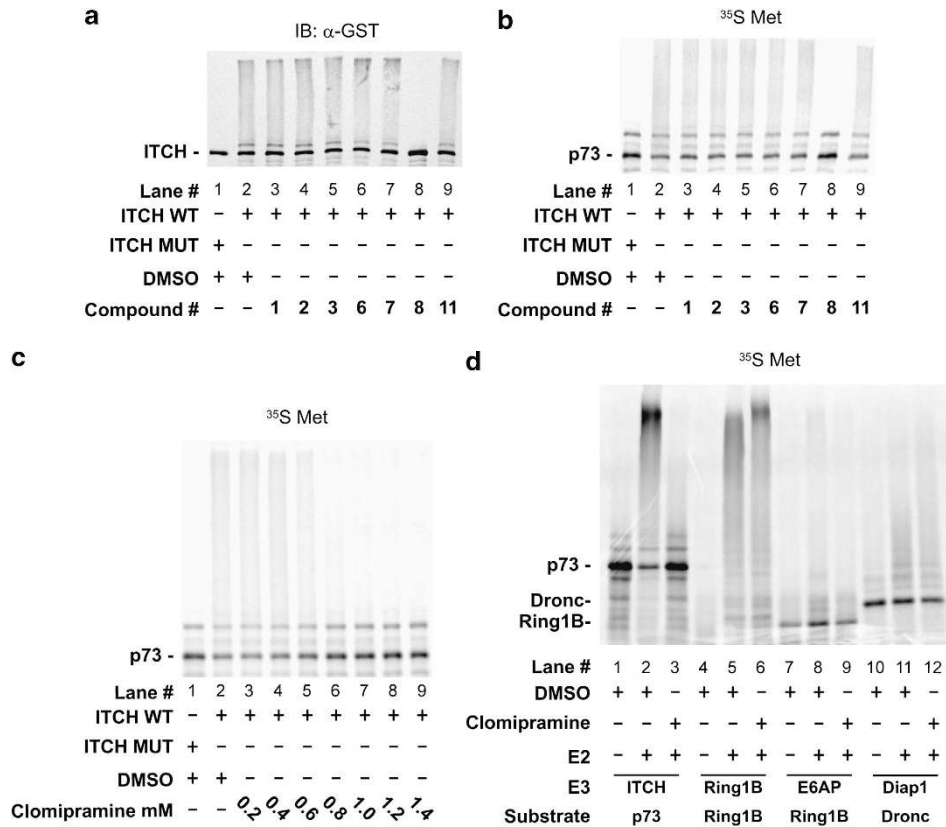 a
IB: α-GST
ITCH -
Lane # 1 2 3 4 5 6 7 8 9
ITCH WT – + + + + + + + +
ITCH MUT + – – – – – – – –
DMSO + + – – – – – – –
Compound # – – 1 2 3 6 7 8 11
b
³⁵S Met
p73 -
Lane # 1 2 3 4 5 6 7 8 9
ITCH WT – + + + + + + + +
ITCH MUT + – – – – – – – –
DMSO + + – – – – – – –
Compound # – – 1 2 3 6 7 8 11
c
³⁵S Met
p73 -
Lane # 1 2 3 4 5 6 7 8 9
ITCH WT – + + + + + + + +
ITCH MUT + – – – – – – – –
DMSO + + – – – – – – –
Clomipramine mM – – 0.2 0.4 0.6 0.8 1.0 1.2 1.4
d
³⁵S Met
p73 -
Dronc-
Ring1B-
Lane # 1 2 3 4 5 6 7 8 9 10 11 12
DMSO + + – + + – + + – + + –
Clomipramine – – + – – + – – + – – +
E2 – + + – + + – + + – + +
E3 ITCH Ring1B E6AP Diap1
Substrate p73 Ring1B Ring1B Dronc